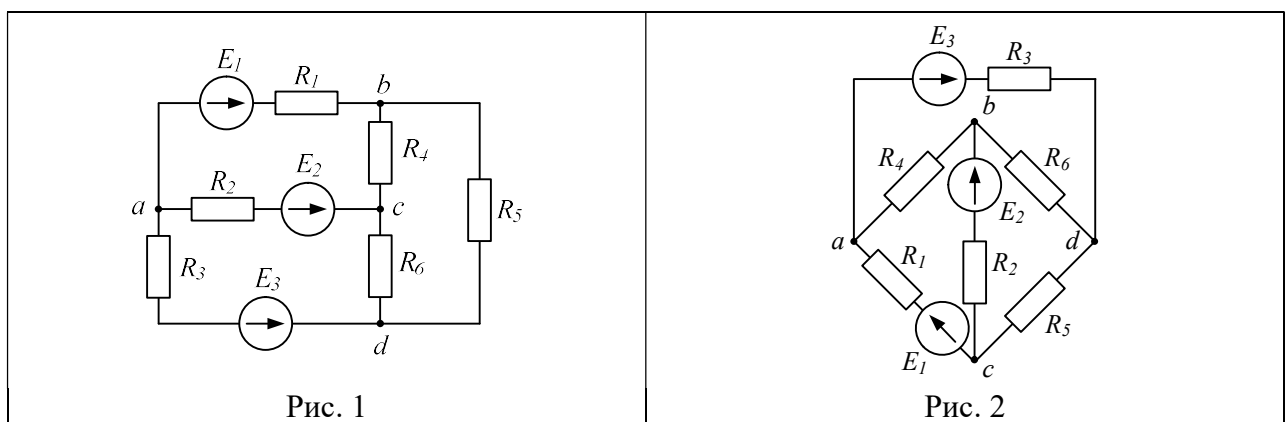 E1 R1 b
R4
R2 E2
a c R5
R3 R6
E3
d
Рис. 1
E3 R3
b
R4 R6
E2
a d
R1 R2
R5
E1
c
Рис. 2